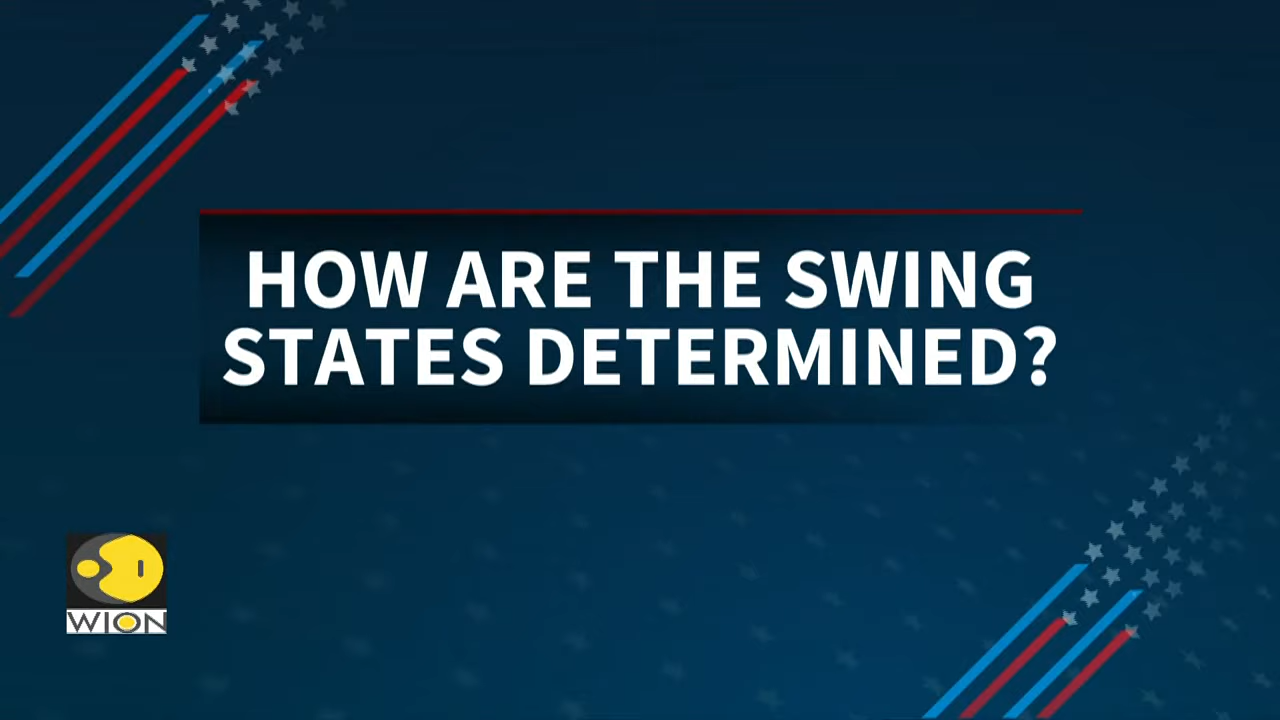 HOW ARE THE SWING
STATES DETERMINED?
WION